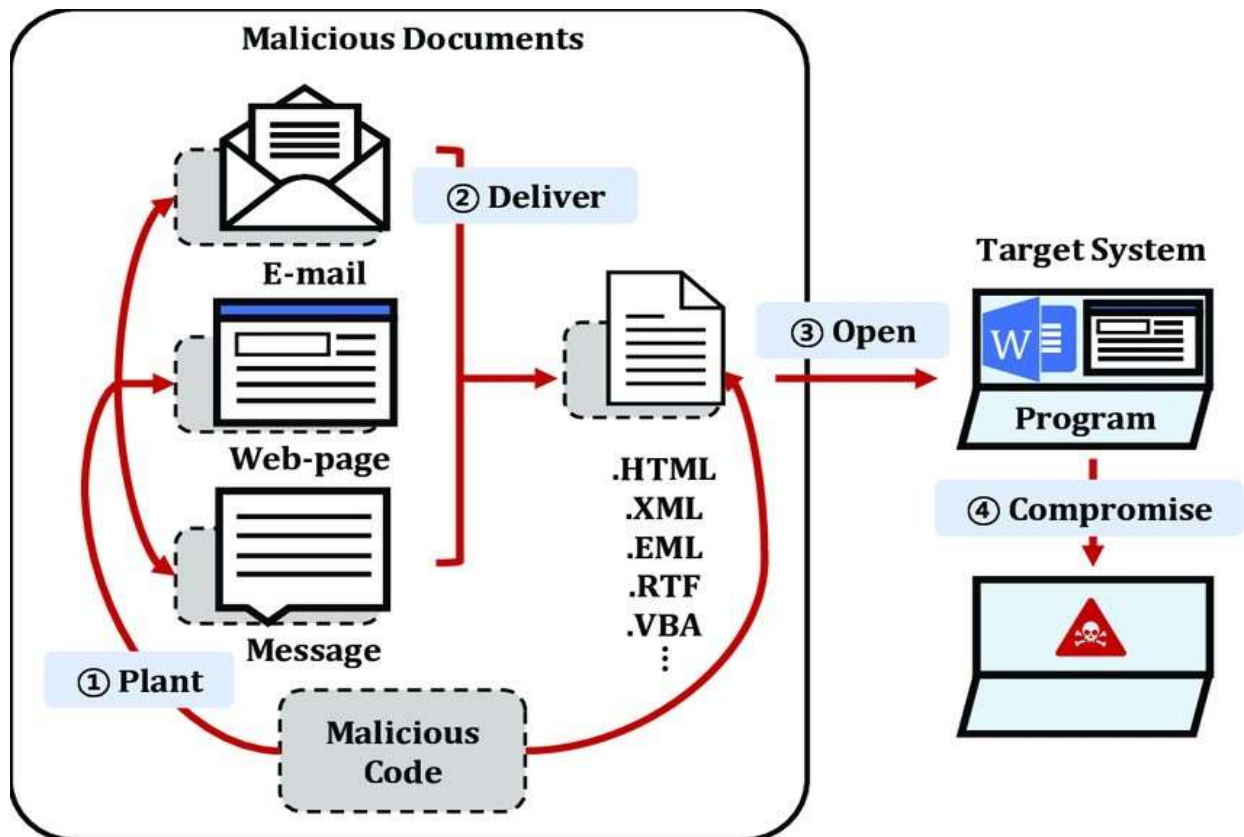 Malicious Documents
② Deliver
E-mail
Target System
W
③ Open
Program
Web-page
.HTML
.XML
.EML
.RTF
.VBA
⋮
④ Compromise
Message
① Plant
Malicious
Code